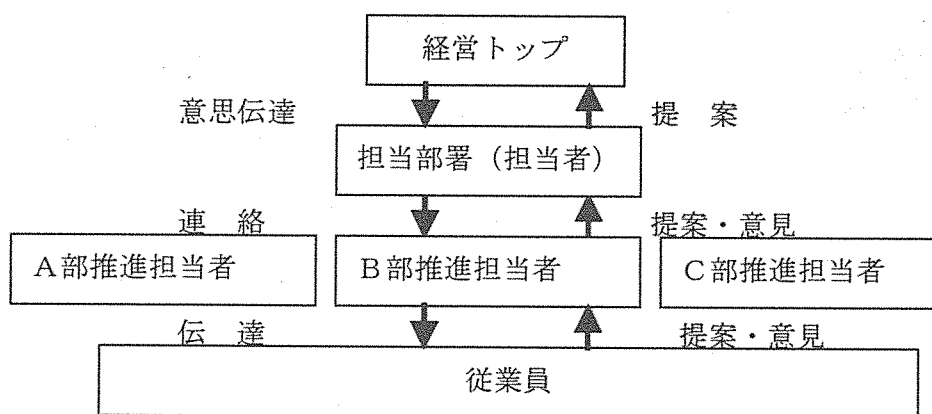 経営トップ
意思伝達
提　案
担当部署（担当者）
連　絡
提案・意見
Ａ部推進担当者
Ｂ部推進担当者
Ｃ部推進担当者
伝　達
提案・意見
従業員